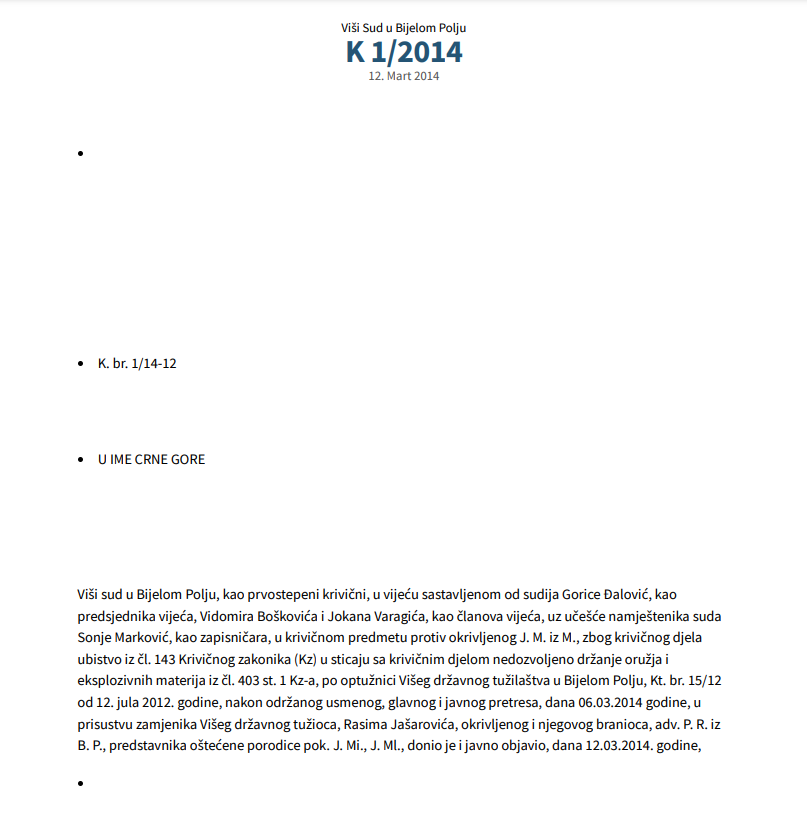 Viši Sud u Bijelom Polju
K 1/2014
12. Mart 2014
•
• K. br. 1/14-12
• U IME CRNE GORE
Viši sud u Bijelom Polju, kao prvostepeni krivični, u vijeću sastavljenom od sudija Gorice Đalović, kao
predsjednika vijeća, Vidomira Boškovića i Jokana Varagića, kao članova vijeća, uz učešće namještenika suda
Sonje Marković, kao zapisničara, u krivičnom predmetu protiv okrivljenog J. M. iz M., zbog krivičnog djela
ubistvo iz čl. 143 Krivičnog zakonika (Kz) u sticaju sa krivičnim djelom nedozvoljeno držanje oružja i
eksplozivnih materija iz čl. 403 st. 1 Kz-a, po optužnici Višeg državnog tužilaštva u Bijelom Polju, Kt. br. 15/12
od 12. jula 2012. godine, nakon održanog usmenog, glavnog i javnog pretresa, dana 06.03.2014 godine, u
prisustvu zamjenika Višeg državnog tužioca, Rasima Jašarovića, okrivljenog i njegovog branioca, adv. P. R. iz
B. P., predstavnika oštećene porodice pok. J. Mi., J. Ml., donio je i javno objavio, dana 12.03.2014. godine,
•